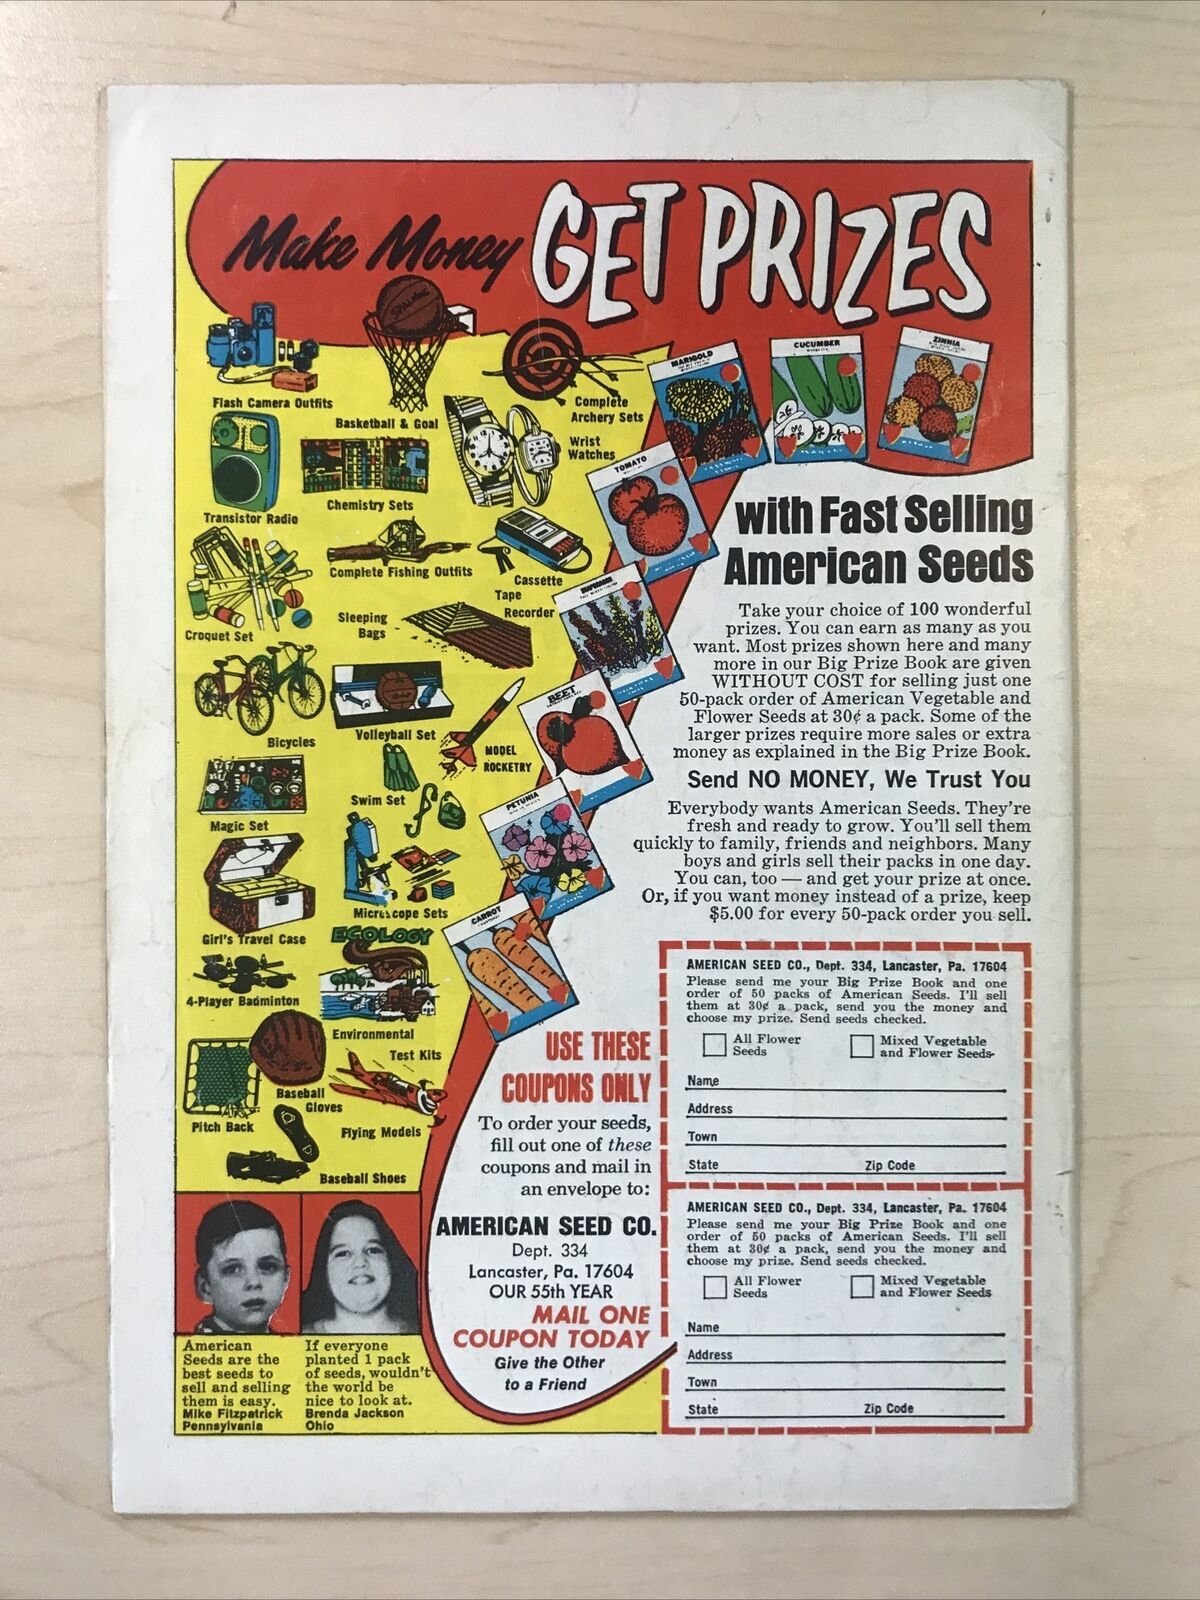 Make Money GET PRIZES
SPALDING
Flash Camera Outfits
Basketball & Goal
Complete
Archery Sets
Wrist
Watches
Transistor Radio
Chemistry Sets
Complete Fishing Outfits
Cassette
Tape
Recorder
Croquet Set
Sleeping
Bags
Bicycles
Volleyball Set
MODEL
ROCKETRY
Magic Set
Swim Set
Girl's Travel Case
Microscope Sets
ECOLOGY
4-Player Badminton
Environmental
Test Kits
Pitch Back
Baseball
Gloves
Flying Models
Baseball Shoes
MARIGOLD
CUCUMBER
ZINNIA
TOMATO
BEET
PETUNIA
CARROT
with Fast Selling
American Seeds
Take your choice of 100 wonderful
prizes. You can earn as many as you
want. Most prizes shown here and many
more in our Big Prize Book are given
WITHOUT COST for selling just one
50-pack order of American Vegetable and
Flower Seeds at 30¢ a pack. Some of the
larger prizes require more sales or extra
money as explained in the Big Prize Book.
Send NO MONEY, We Trust You
Everybody wants American Seeds. They're
fresh and ready to grow. You'll sell them
quickly to family, friends and neighbors. Many
boys and girls sell their packs in one day.
You can, too — and get your prize at once.
Or, if you want money instead of a prize, keep
$5.00 for every 50-pack order you sell.
USE THESE
COUPONS ONLY
To order your seeds,
fill out one of these
coupons and mail in
an envelope to:
AMERICAN SEED CO.
Dept. 334
Lancaster, Pa. 17604
OUR 55th YEAR
MAIL ONE
COUPON TODAY
Give the Other
to a Friend
AMERICAN SEED CO., Dept. 334, Lancaster, Pa. 17604
Please send me your Big Prize Book and one
order of 50 packs of American Seeds. I'll sell
them at 30¢ a pack, send you the money and
choose my prize. Send seeds checked.
All Flower
Seeds
Mixed Vegetable
and Flower Seeds
Name
Address
Town
State Zip Code
AMERICAN SEED CO., Dept. 334, Lancaster, Pa. 17604
Please send me your Big Prize Book and one
order of 50 packs of American Seeds. I'll sell
them at 30¢ a pack, send you the money and
choose my prize. Send seeds checked.
All Flower
Seeds
Mixed Vegetable
and Flower Seeds
Name
Address
Town
State Zip Code
American
Seeds are the
best seeds to
sell and selling
them is easy.
Mike Fitzpatrick
Pennsylvania
If everyone
planted 1 pack
of seeds, wouldn't
the world be
nice to look at.
Brenda Jackson
Ohio